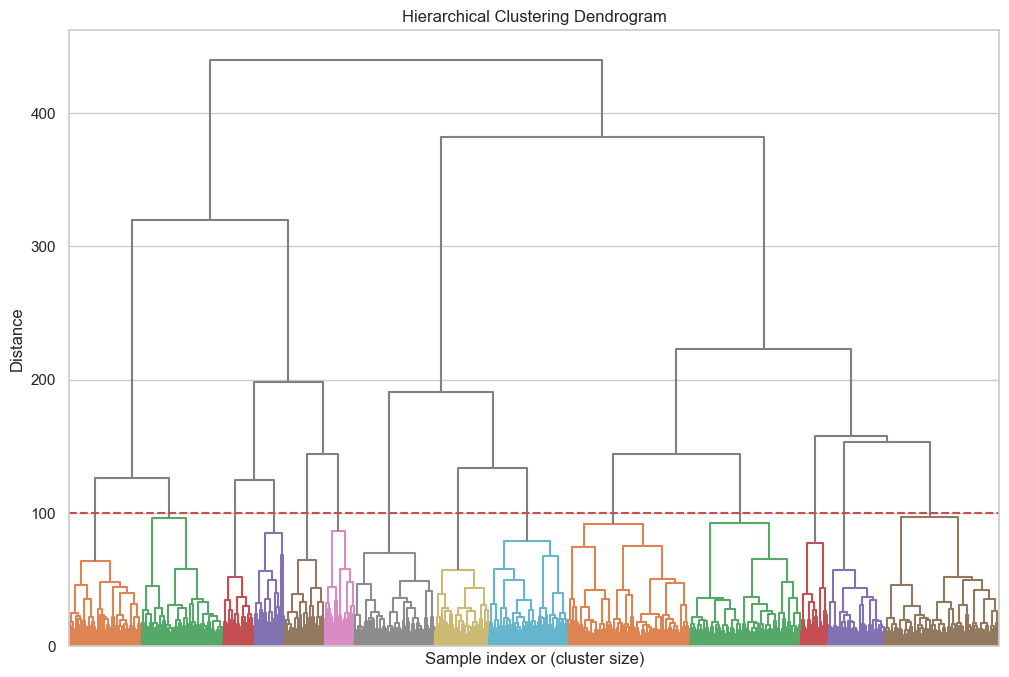 Hierarchical Clustering Dendrogram
400
300
200
100
0
Distance
Sample index or (cluster size)